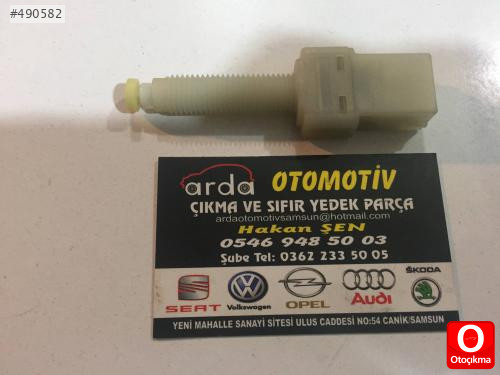 #490582
arda OTOMOTİV
ÇIKMA VE SIFIR YEDEK PARÇA
ardaotomotivsamsun@hotmail.com
Hakan ŞEN
0546 948 50 03
Şube Tel: 0362 233 50 05
SEAT Volkswagen OPEL Audi ŠKODA
YENİ MAHALLE SANAYİ SİTESİ ULUS CADDESİ NO:54 CANİK/SAMSUN
O
Otoçıkma